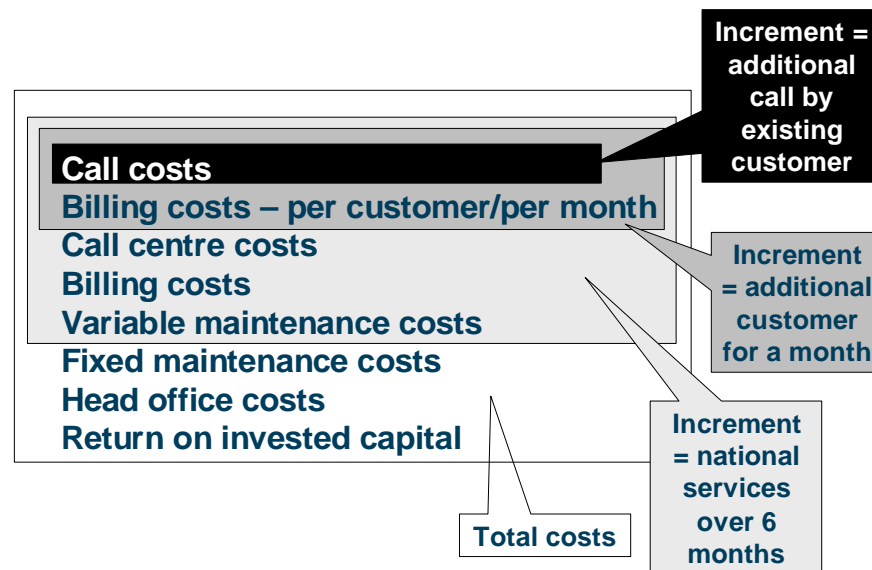 Increment =
additional
call by
existing
customer
Call costs
Billing costs – per customer/per month
Call centre costs
Billing costs
Variable maintenance costs
Fixed maintenance costs
Head office costs
Return on invested capital
Increment
= additional
customer
for a month
Increment
= national
services
over 6
months
Total costs